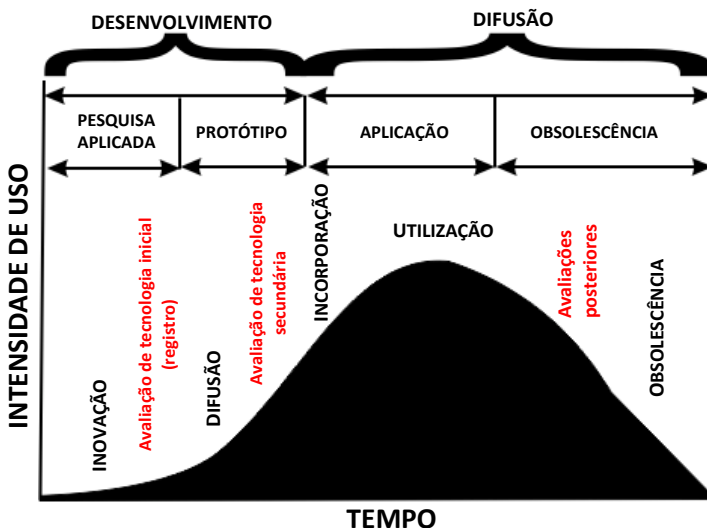 DESENVOLVIMENTO
DIFUSÃO
PESQUISA
APLICADA
PROTÓTIPO
APLICAÇÃO
OBSOLESCÊNCIA
INTENSIDADE DE USO
INOVAÇÃO
Avaliação de tecnologia inicial
(registro)
DIFUSÃO
Avaliação de tecnologia
secundária
INCORPORAÇÃO
UTILIZAÇÃO
Avaliações
posteriores
OBSOLESCÊNCIA
TEMPO